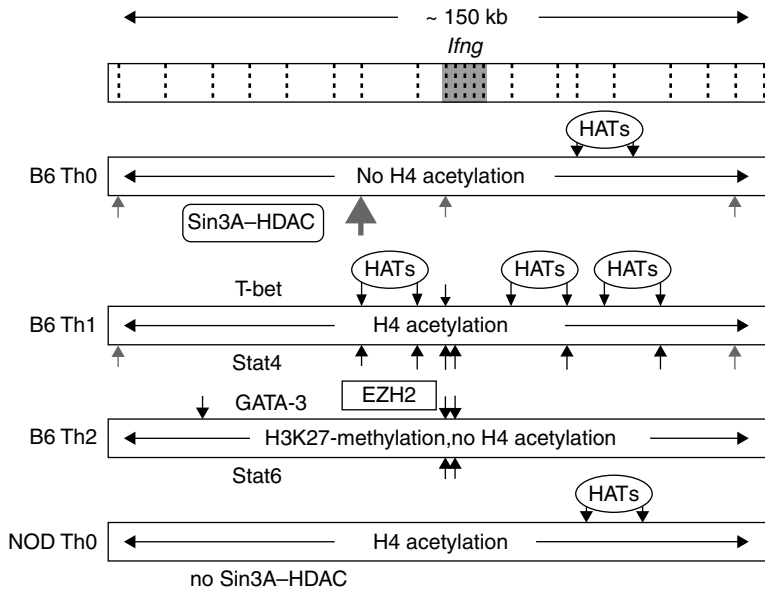 ~ 150 kb
Ifng
HATs
B6 Th0
No H4 acetylation
Sin3A–HDAC
HATs
HATs
HATs
T-bet
B6 Th1
H4 acetylation
Stat4
EZH2
GATA-3
B6 Th2
H3K27-methylation,no H4 acetylation
Stat6
HATs
NOD Th0
H4 acetylation
no Sin3A–HDAC